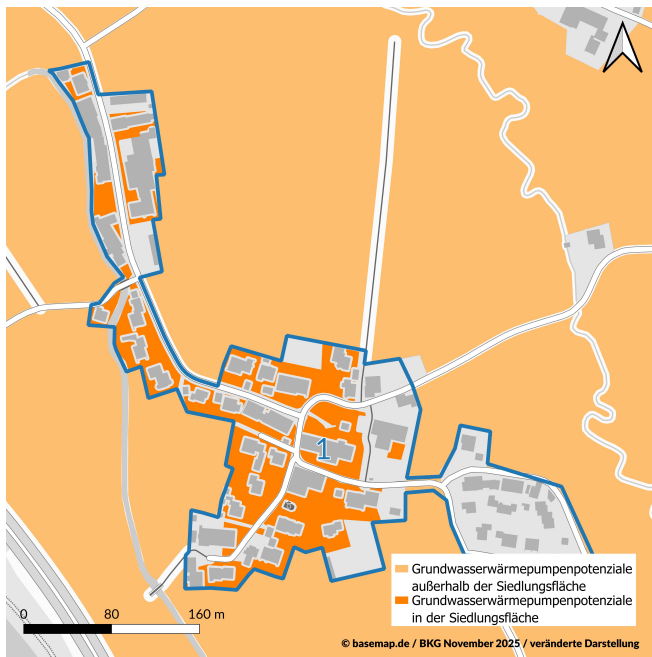 1
Grundwasserwärmepumpenpotenziale
außerhalb der Siedlungsfläche
Grundwasserwärmepumpenpotenziale
in der Siedlungsfläche
0 80 160 m
© basemap.de / BKG November 2025 / veränderte Darstellung